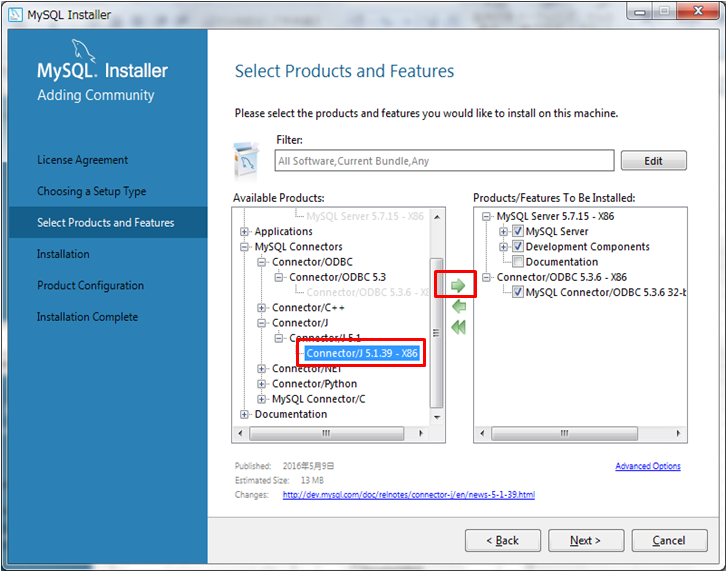 MySQL Installer
MySQL. Installer
Adding Community
License Agreement
Choosing a Setup Type
Select Products and Features
Installation
Product Configuration
Installation Complete
Select Products and Features
Please select the products and features you would like to install on this machine.
Filter:
All Software,Current Bundle,Any
Edit
Available Products:
MySQL Server 5.7.15 - X86
Applications
MySQL Connectors
Connector/ODBC
Connector/ODBC 5.3
Connector/ODBC 5.3.6 - X8
Connector/C++
Connector/J
Connector/J 5.1
Connector/J 5.1.39 - X86
Connector/NET
Connector/Python
MySQL Connector/C
Documentation
Products/Features To Be Installed:
MySQL Server 5.7.15 - X86
MySQL Server
Development Components
Documentation
Connector/ODBC 5.3.6 - X86
MySQL Connector/ODBC 5.3.6 32-b
Published: 2016年5月9日
Estimated Size: 13 MB
Changes: http://dev.mysql.com/doc/relnotes/connector-j/en/news-5-1-39.html
Advanced Options
< Back
Next >
Cancel